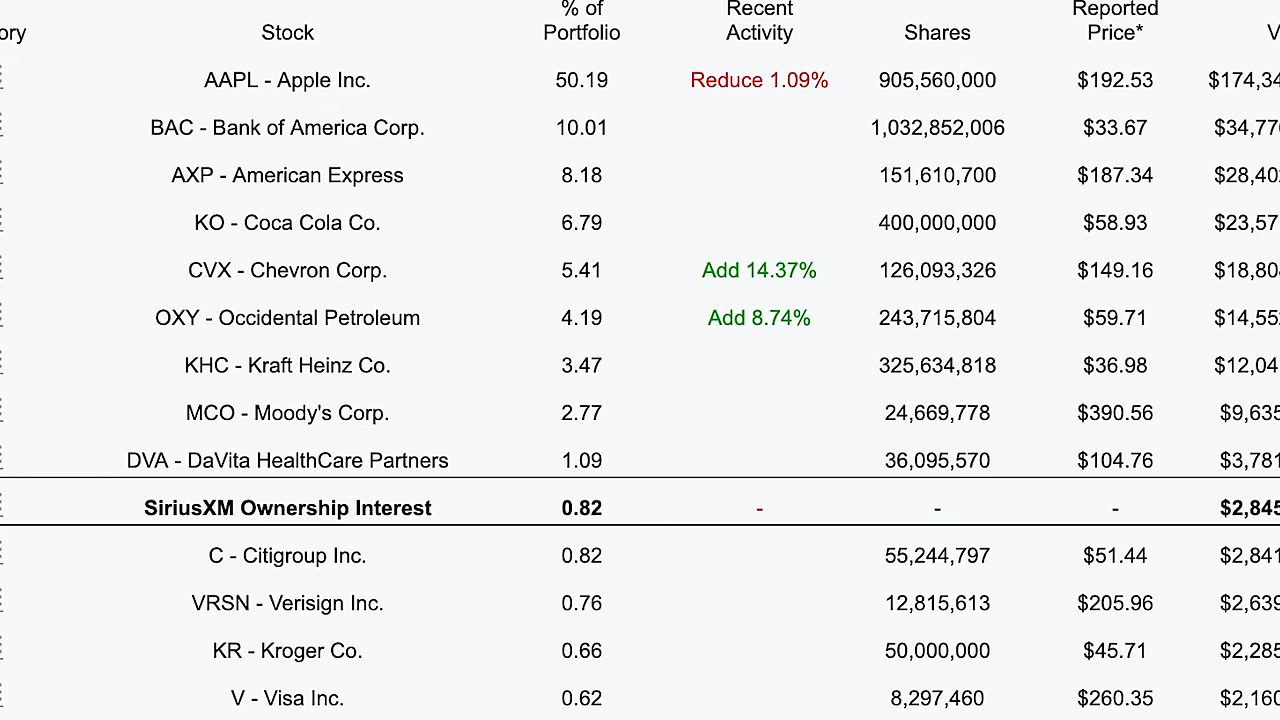 ory Stock % of Portfolio Recent Activity Shares Reported Price* V
AAPL - Apple Inc. 50.19 Reduce 1.09% 905,560,000 $192.53 $174,34
BAC - Bank of America Corp. 10.01 1,032,852,006 $33.67 $34,77
AXP - American Express 8.18 151,610,700 $187.34 $28,40
KO - Coca Cola Co. 6.79 400,000,000 $58.93 $23,57
CVX - Chevron Corp. 5.41 Add 14.37% 126,093,326 $149.16 $18,80
OXY - Occidental Petroleum 4.19 Add 8.74% 243,715,804 $59.71 $14,55
KHC - Kraft Heinz Co. 3.47 325,634,818 $36.98 $12,04
MCO - Moody's Corp. 2.77 24,669,778 $390.56 $9,635
DVA - DaVita HealthCare Partners 1.09 36,095,570 $104.76 $3,781
SiriusXM Ownership Interest 0.82 - - - $2,845
C - Citigroup Inc. 0.82 55,244,797 $51.44 $2,841
VRSN - Verisign Inc. 0.76 12,815,613 $205.96 $2,639
KR - Kroger Co. 0.66 50,000,000 $45.71 $2,285
V - Visa Inc. 0.62 8,297,460 $260.35 $2,160